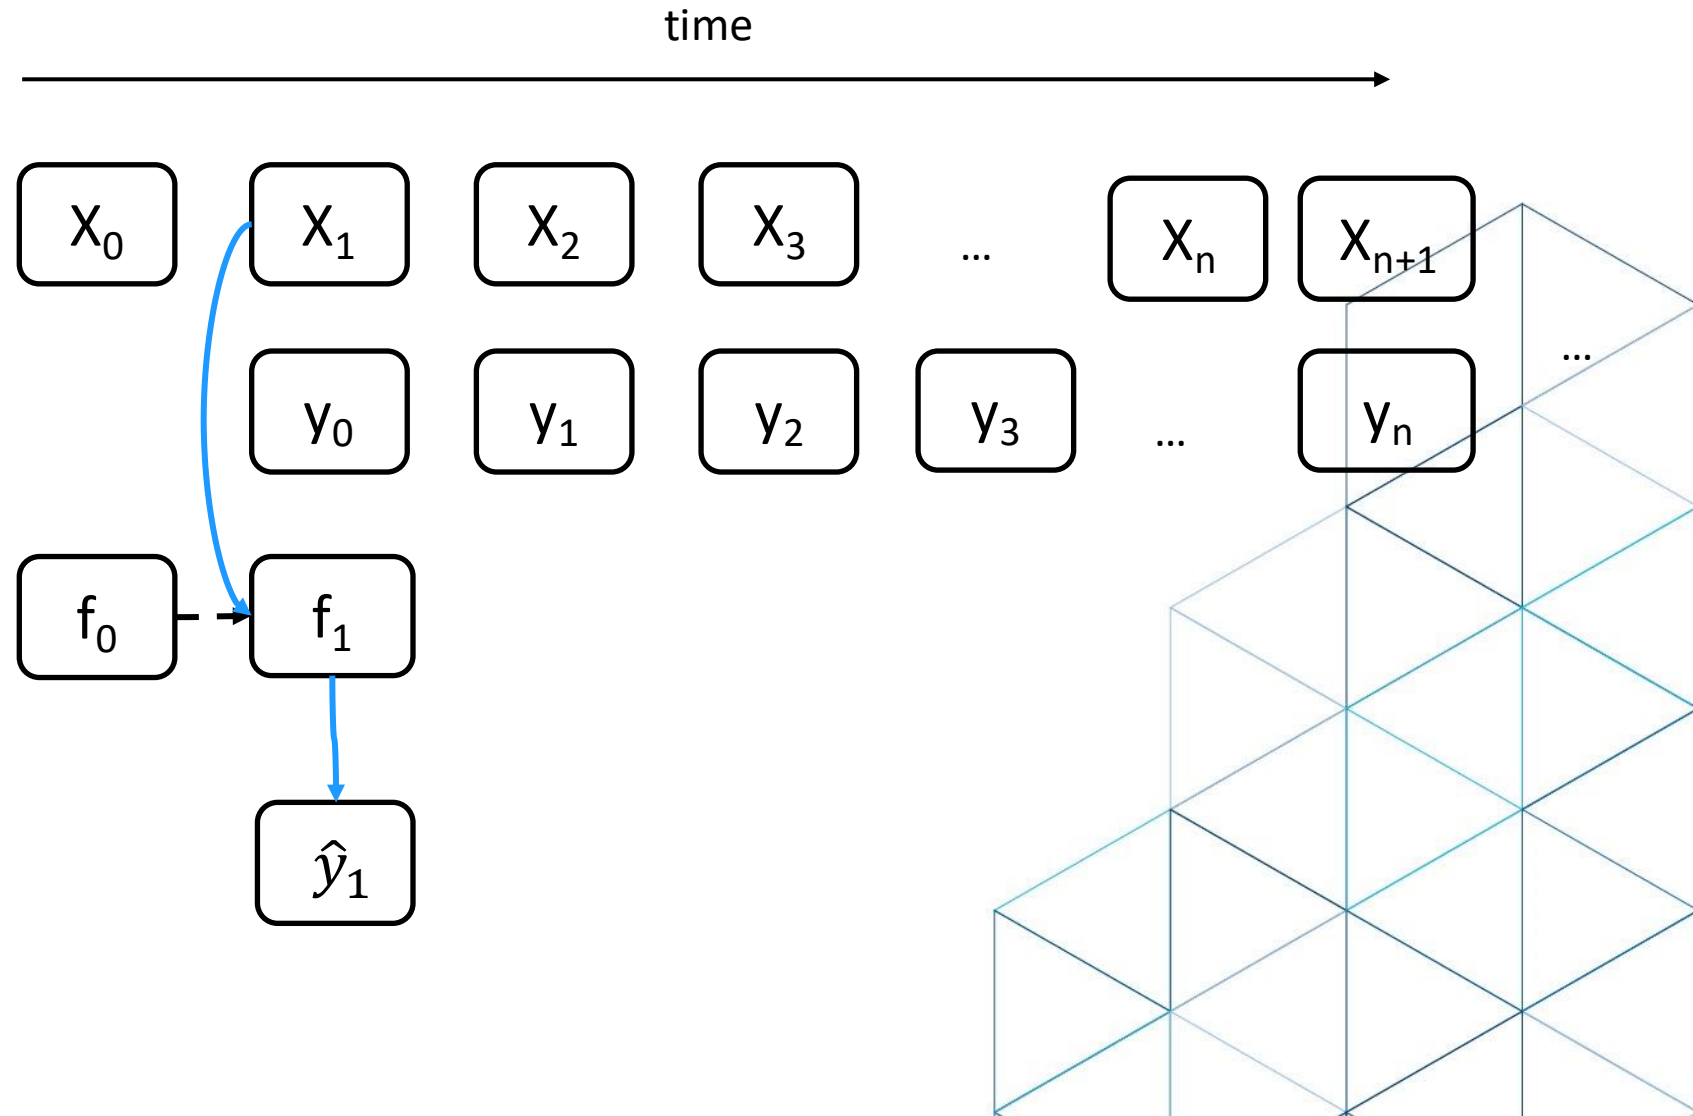 time
X₀ X₁ X₂ X₃ ... Xₙ Xₙ₊₁
y₀ y₁ y₂ y₃ ... yₙ ...
f₀ f₁
ŷ₁